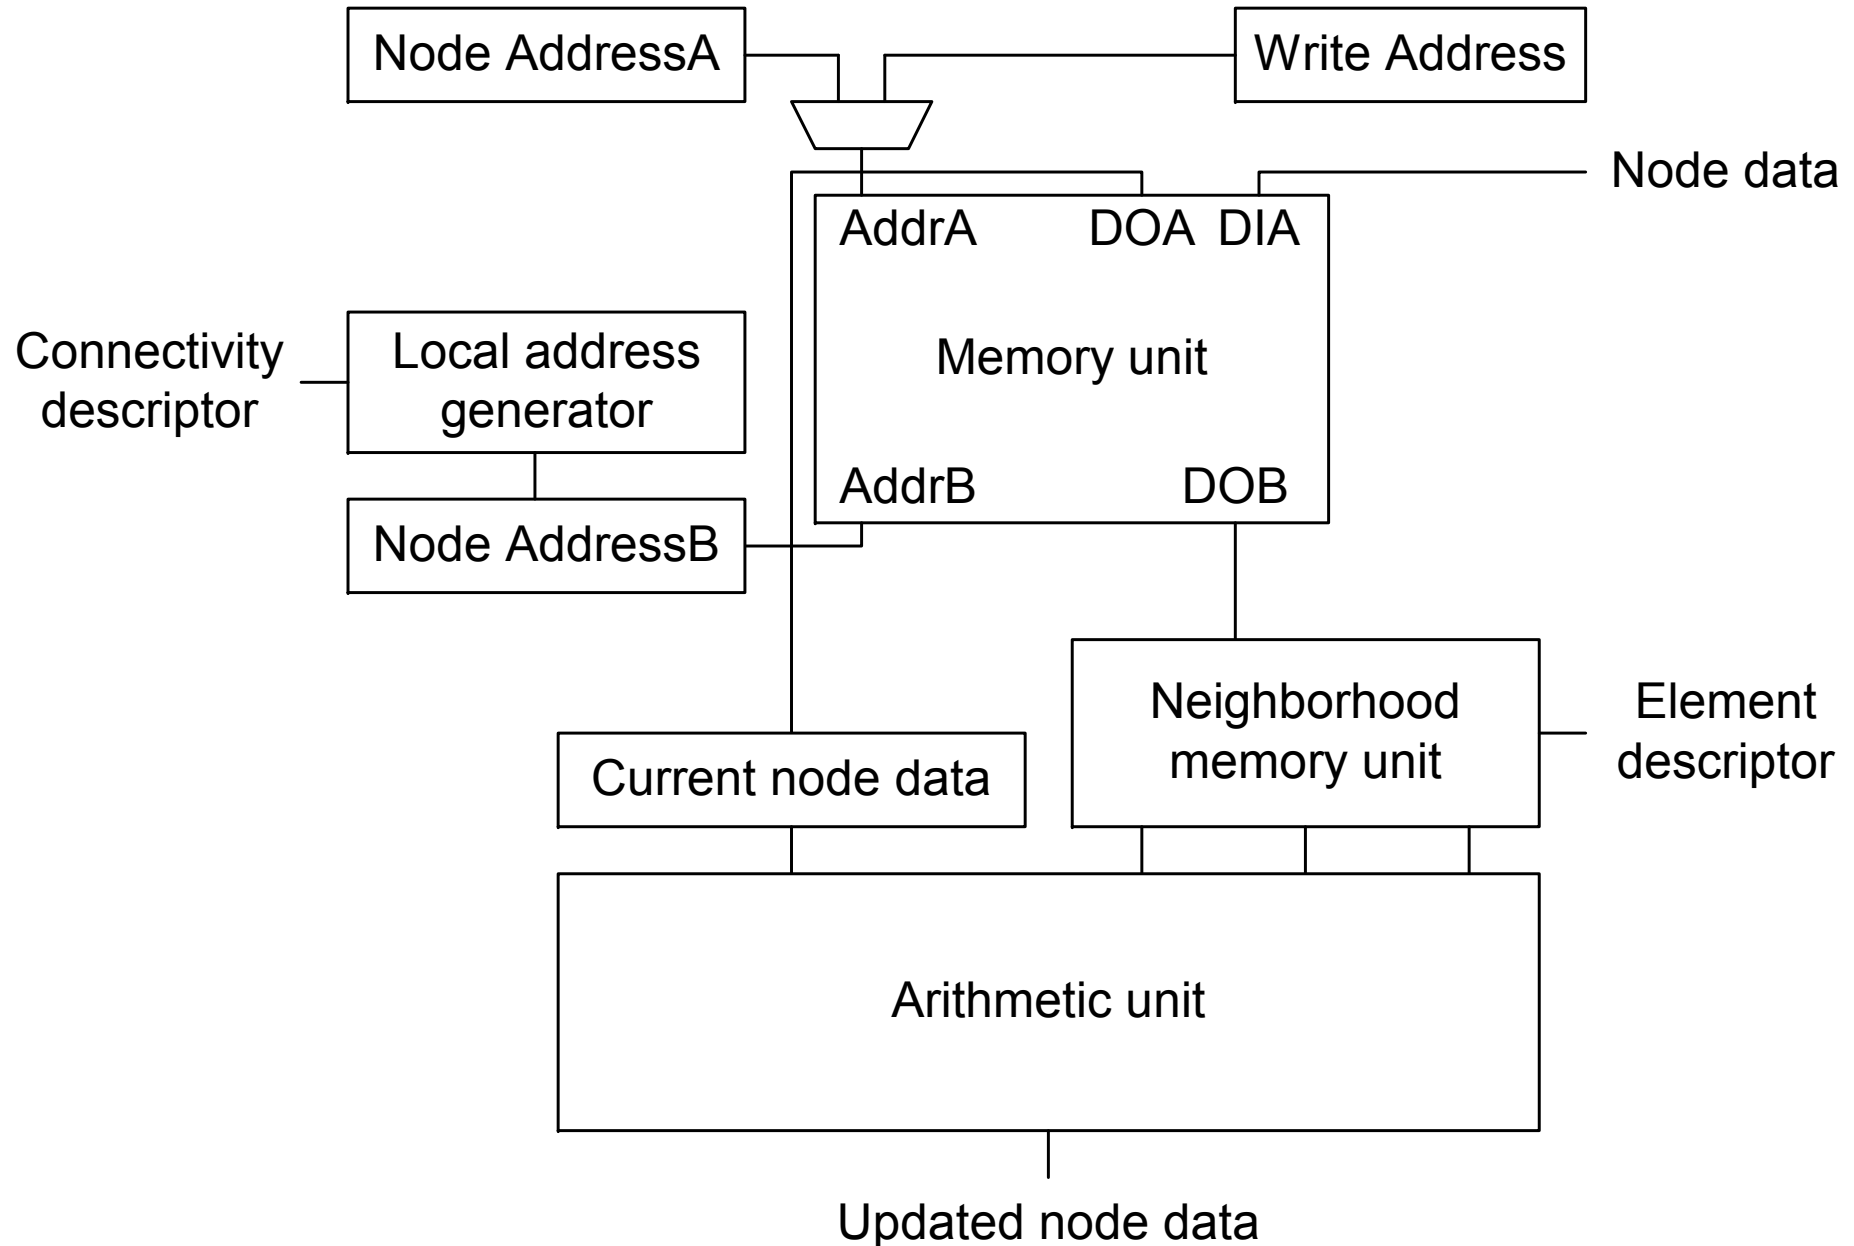 Node AddressA
Write Address
Node data
AddrA
DOA
DIA
Connectivity
descriptor
Local address
generator
Memory unit
AddrB
DOB
Node AddressB
Neighborhood
memory unit
Element
descriptor
Current node data
Arithmetic unit
Updated node data